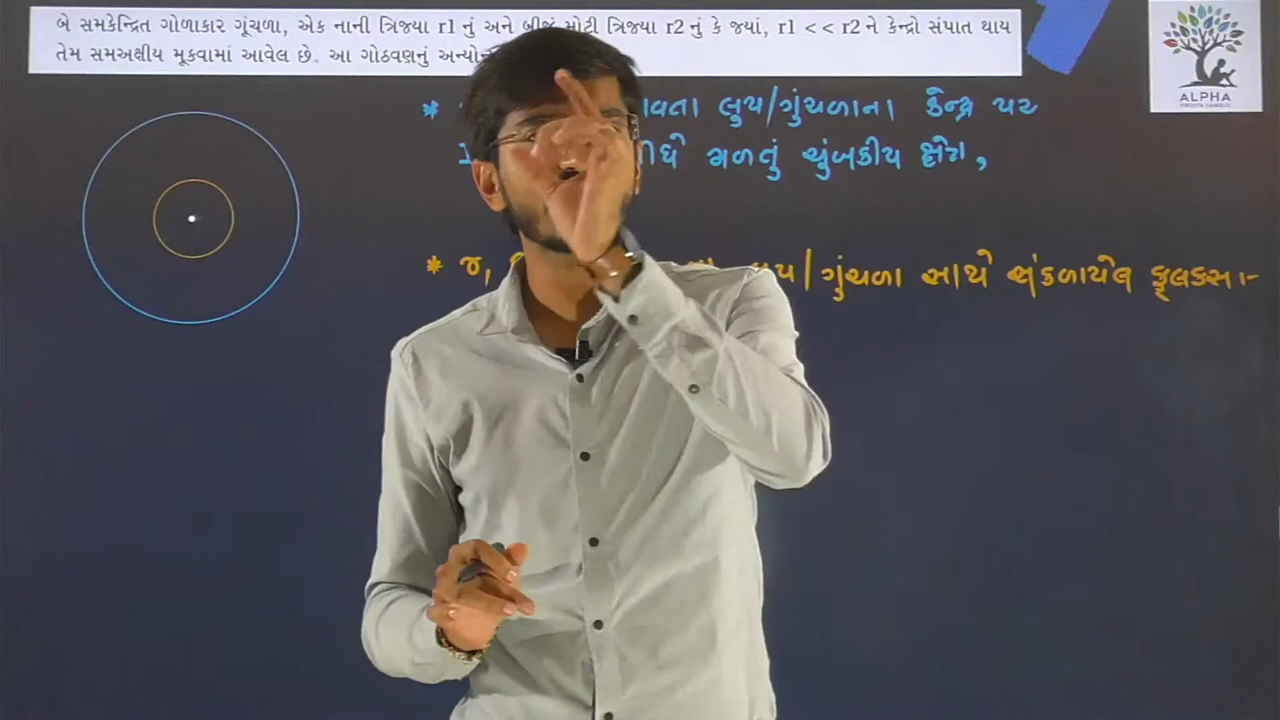 બે સમકેન્દ્રિત ગોળાકાર ગૂંચળા, એક નાની ત્રિજ્યા r1 નું અને બીજું મોટી ત્રિજ્યા r2 નું કે જ્યાં, r1 << r2 ને કેન્દ્રો સંપાત થાય
તેમ સમઅક્ષીય મૂકવામાં આવેલ છે. આ ગોઠવણનું
* લુપ/ગુંચળાના કેન્દ્ર પર
ચુંબકીય ક્ષેત્ર,
* ગુંચળા સાથે સંકળાયેલ ફ્લક્સ :-
ALPHA